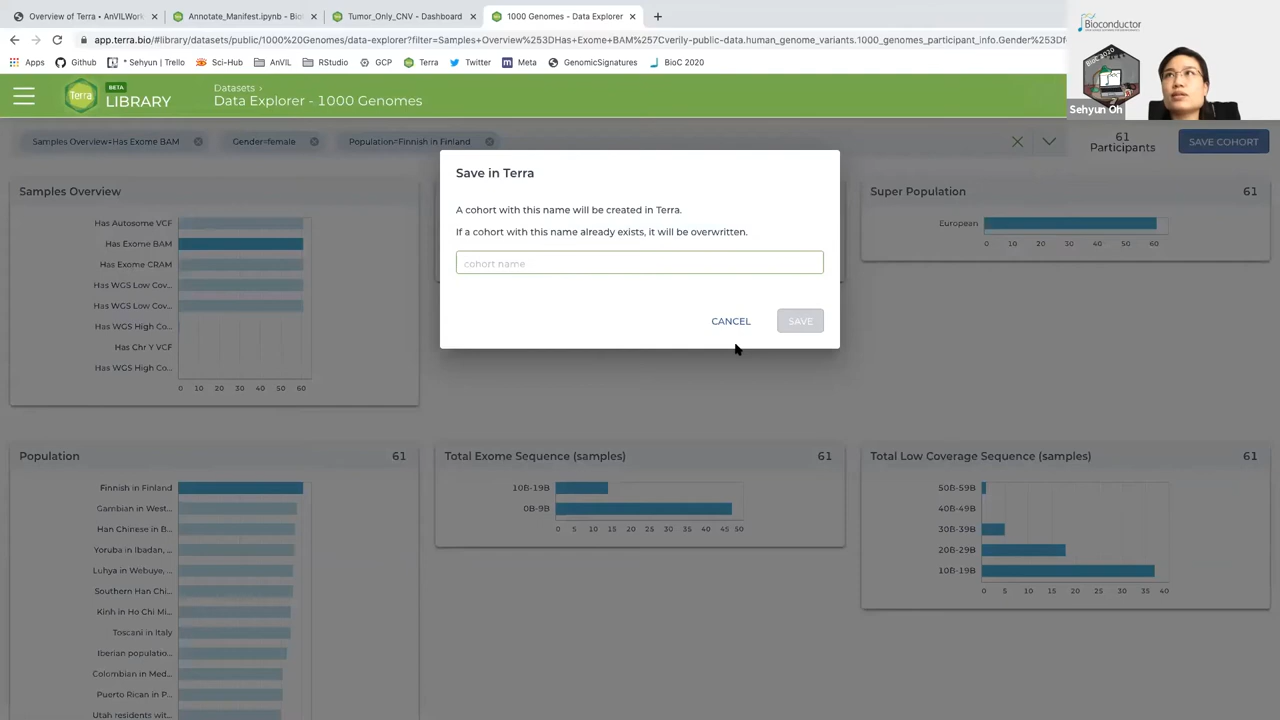 Overview of Terra • AnVILWork
Annotate_Manifest.ipynb - Bio
Tumor_Only_CNV - Dashboard
1000 Genomes - Data Explorer
app.terra.bio/#library/datasets/public/1000%20Genomes/data-explorer?filter=Samples Overview%253DHas Exome BAM%257Cverily-public-data.human_genome_variants.1000_genomes_participant_info.Gender%253Df
Apps
Github
* Sehyun | Trello
Sci-Hub
AnVIL
RStudio
GCP
Terra
Twitter
Meta
GenomicSignatures
BioC 2020
Bioconductor
BioC2020
Sehyun Oh
Terra
BETA
LIBRARY
Datasets ›
Data Explorer - 1000 Genomes
Samples Overview=Has Exome BAM
Gender=female
Population=Finnish in Finland
61
Participants
SAVE COHORT
Save in Terra
A cohort with this name will be created in Terra.
If a cohort with this name already exists, it will be overwritten.
cohort name
CANCEL
SAVE
Samples Overview
Has Autosome VCF
Has Exome BAM
Has Exome CRAM
Has WGS Low Cov...
Has WGS Low Cov...
Has WGS High Co...
Has Chr Y VCF
Has WGS High Co...
0 10 20 30 40 50 60
Super Population 61
European
0 10 20 30 40 50 60
Population 61
Finnish in Finland
Gambian in West...
Han Chinese in B...
Yoruba in Ibadan, ...
Luhya in Webuye, ...
Southern Han Chi...
Kinh in Ho Chi Mi...
Toscani in Italy
Iberian populatio...
Colombian in Med...
Puerto Rican in P...
Utah residents wit...
Total Exome Sequence (samples) 61
10B-19B
0B-9B
0 5 10 15 20 25 30 35 40 45 50
Total Low Coverage Sequence (samples) 61
50B-59B
40B-49B
30B-39B
20B-29B
10B-19B
0 5 10 15 20 25 30 35 40